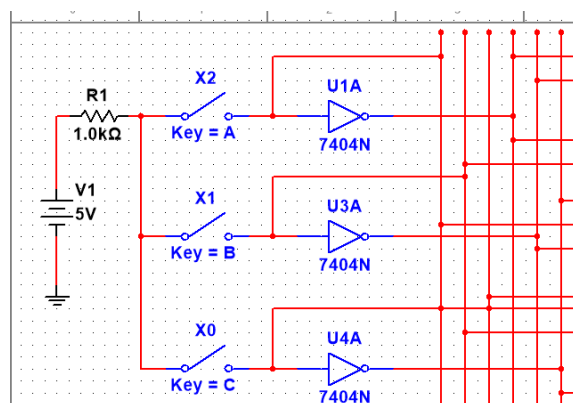 X2
U1A
R1
1.0kΩ
Key = A
7404N
V1
5V
X1
U3A
Key = B
7404N
X0
U4A
Key = C
7404N